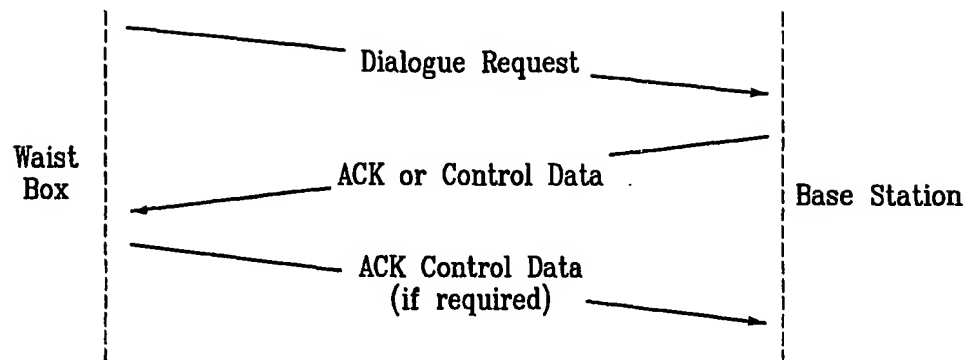 Dialogue Request
Waist
Box
ACK or Control Data
Base Station
ACK Control Data
(if required)